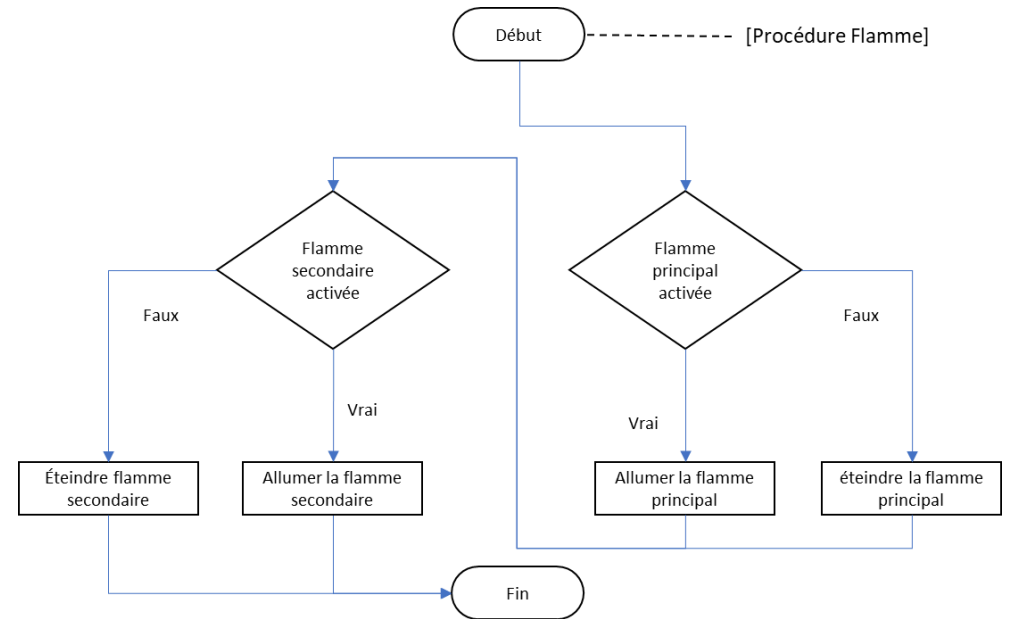 Début
[Procédure Flamme]
Flamme
secondaire
activée
Flamme
principal
activée
Faux
Faux
Vrai
Vrai
Éteindre flamme
secondaire
Allumer la flamme
secondaire
Allumer la flamme
principal
éteindre la flamme
principal
Fin